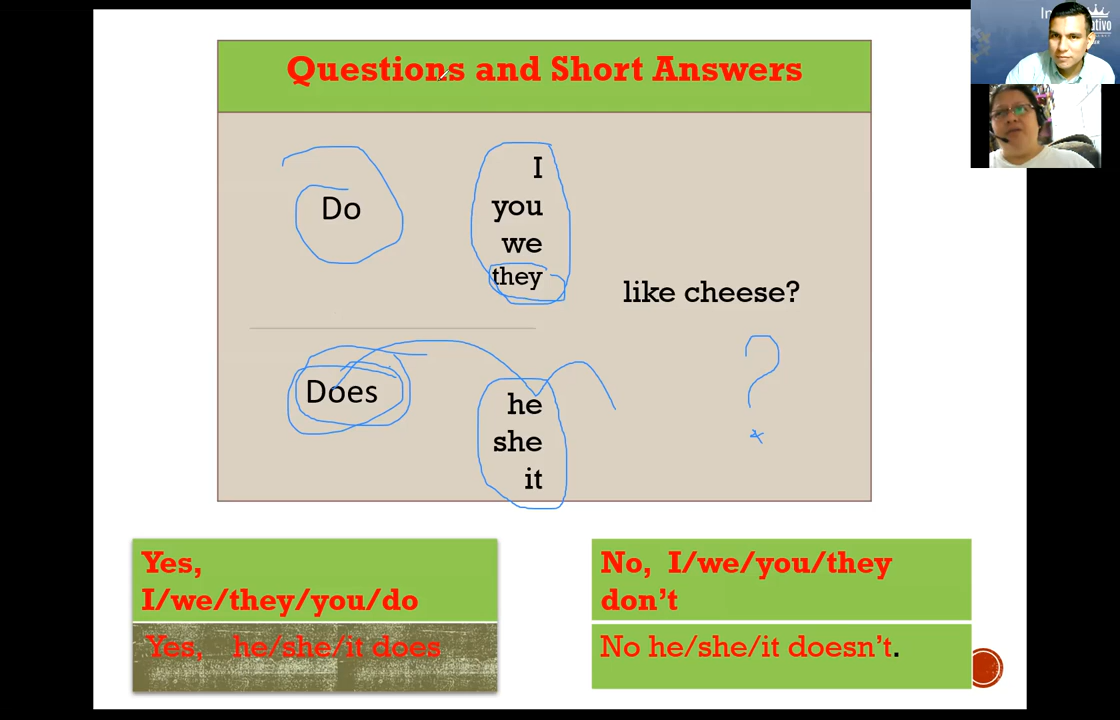 Questions and Short Answers
Do
I
you
we
they
like cheese?
?
Does
he
she
it
Yes,
I/we/they/you/do
Yes, he/she/it does
No, I/we/you/they
don't
No he/she/it doesn't.